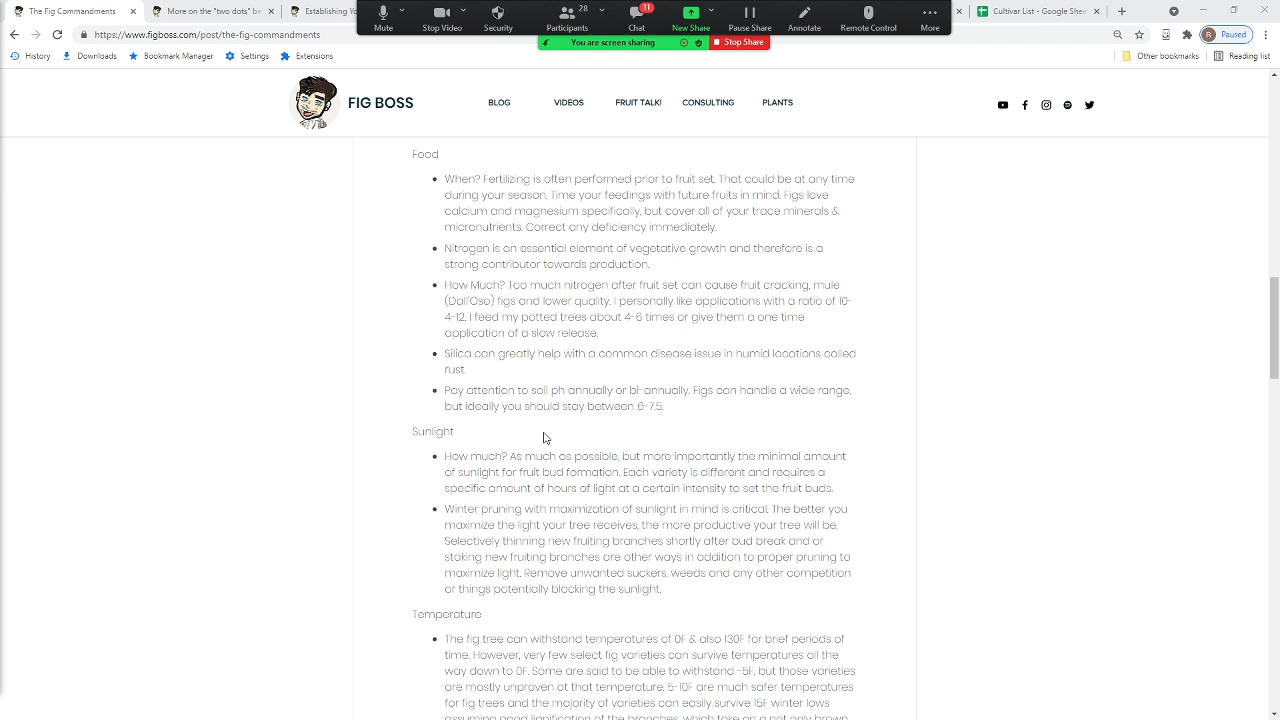 The Fig Commandments
More on the "two dots" be
Establishing Yo
Cultivar List - Google S
Mute
Stop Video
Security
28
Participants
11
Chat
New Share
Pause Share
Annotate
Remote Control
More
You are screen sharing
Stop Share
https://www.figboss.com/post/the-fig-commandments
R Paused
History
Downloads
Bookmark Manager
Settings
Extensions
Other bookmarks
Reading list
FIG BOSS
BLOG
VIDEOS
FRUIT TALK!
CONSULTING
PLANTS
Food
When? Fertilizing is often performed prior to fruit set. That could be at any time
during your season. Time your feedings with future fruits in mind. Figs love
calcium and magnesium specifically, but cover all of your trace minerals &
micronutrients. Correct any deficiency immediately.
Nitrogen is an essential element of vegetative growth and therefore is a
strong contributor towards production.
How Much? Too much nitrogen after fruit set can cause fruit cracking, mule
(Dall'Oso) figs and lower quality. I personally like applications with a ratio of 10-
4-12. I feed my potted trees about 4-6 times or give them a one time
application of a slow release.
Silica can greatly help with a common disease issue in humid locations called
rust.
Pay attention to soil ph annually or bi-annually. Figs can handle a wide range,
but ideally you should stay between 6-7.5.
Sunlight
How much? As much as possible, but more importantly the minimal amount
of sunlight for fruit bud formation. Each variety is different and requires a
specific amount of hours of light at a certain intensity to set the fruit buds.
Winter pruning with maximization of sunlight in mind is critical. The better you
maximize the light your tree receives, the more productive your tree will be.
Selectively thinning new fruiting branches shortly after bud break and or
staking new fruiting branches are other ways in addition to proper pruning to
maximize light. Remove unwanted suckers, weeds and any other competition
or things potentially blocking the sunlight.
Temperature
The fig tree can withstand temperatures of 0F & also 130F for brief periods of
time. However, very few select fig varieties can survive temperatures all the
way down to 0F. Some are said to be able to withstand -5F, but those varieties
are mostly unproven at that temperature. 5-10F are much safer temperatures
for fig trees and the majority of varieties can easily survive 15F winter lows
assuming good lignification of the branches, which take on a not only brown